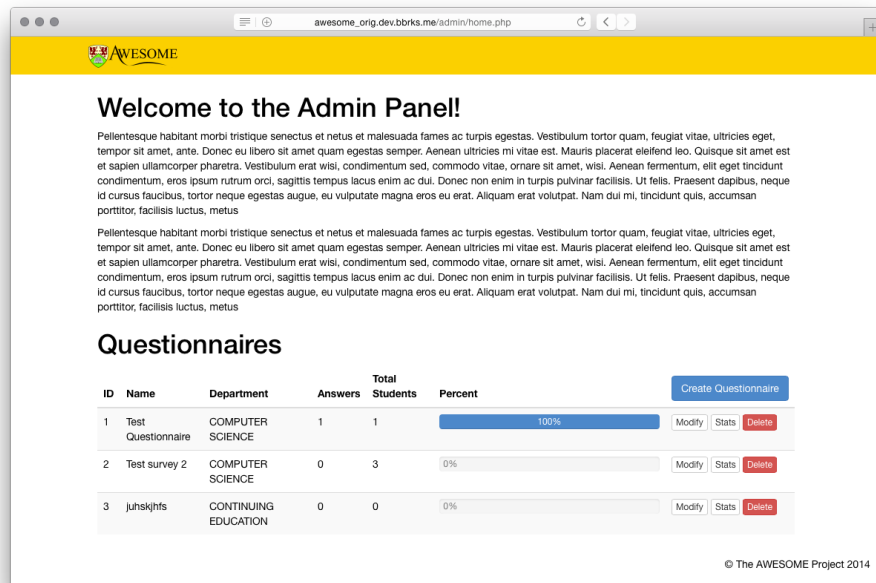 awesome_orig.dev.bbrks.me/admin/home.php
AWESOME
Welcome to the Admin Panel!
Pellentesque habitant morbi tristique senectus et netus et malesuada fames ac turpis egestas. Vestibulum tortor quam, feugiat vitae, ultricies eget,
tempor sit amet, ante. Donec eu libero sit amet quam egestas semper. Aenean ultricies mi vitae est. Mauris placerat eleifend leo. Quisque sit amet est
et sapien ullamcorper pharetra. Vestibulum erat wisi, condimentum sed, commodo vitae, ornare sit amet, wisi. Aenean fermentum, elit eget tincidunt
condimentum, eros ipsum rutrum orci, sagittis tempus lacus enim ac dui. Donec non enim in turpis pulvinar facilisis. Ut felis. Praesent dapibus, neque
id cursus faucibus, tortor neque egestas augue, eu vulputate magna eros eu erat. Aliquam erat volutpat. Nam dui mi, tincidunt quis, accumsan
porttitor, facilisis luctus, metus
Pellentesque habitant morbi tristique senectus et netus et malesuada fames ac turpis egestas. Vestibulum tortor quam, feugiat vitae, ultricies eget,
tempor sit amet, ante. Donec eu libero sit amet quam egestas semper. Aenean ultricies mi vitae est. Mauris placerat eleifend leo. Quisque sit amet est
et sapien ullamcorper pharetra. Vestibulum erat wisi, condimentum sed, commodo vitae, ornare sit amet, wisi. Aenean fermentum, elit eget tincidunt
condimentum, eros ipsum rutrum orci, sagittis tempus lacus enim ac dui. Donec non enim in turpis pulvinar facilisis. Ut felis. Praesent dapibus, neque
id cursus faucibus, tortor neque egestas augue, eu vulputate magna eros eu erat. Aliquam erat volutpat. Nam dui mi, tincidunt quis, accumsan
porttitor, facilisis luctus, metus
Questionnaires
ID Name Department Answers Total Students Percent Create Questionnaire
1 Test Questionnaire COMPUTER SCIENCE 1 1 100% Modify Stats Delete
2 Test survey 2 COMPUTER SCIENCE 0 3 0% Modify Stats Delete
3 juhskjhfs CONTINUING EDUCATION 0 0 0% Modify Stats Delete
© The AWESOME Project 2014